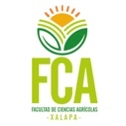 FCA
FACULTAD DE CIENCIAS AGRÍCOLAS
- XALAPA -